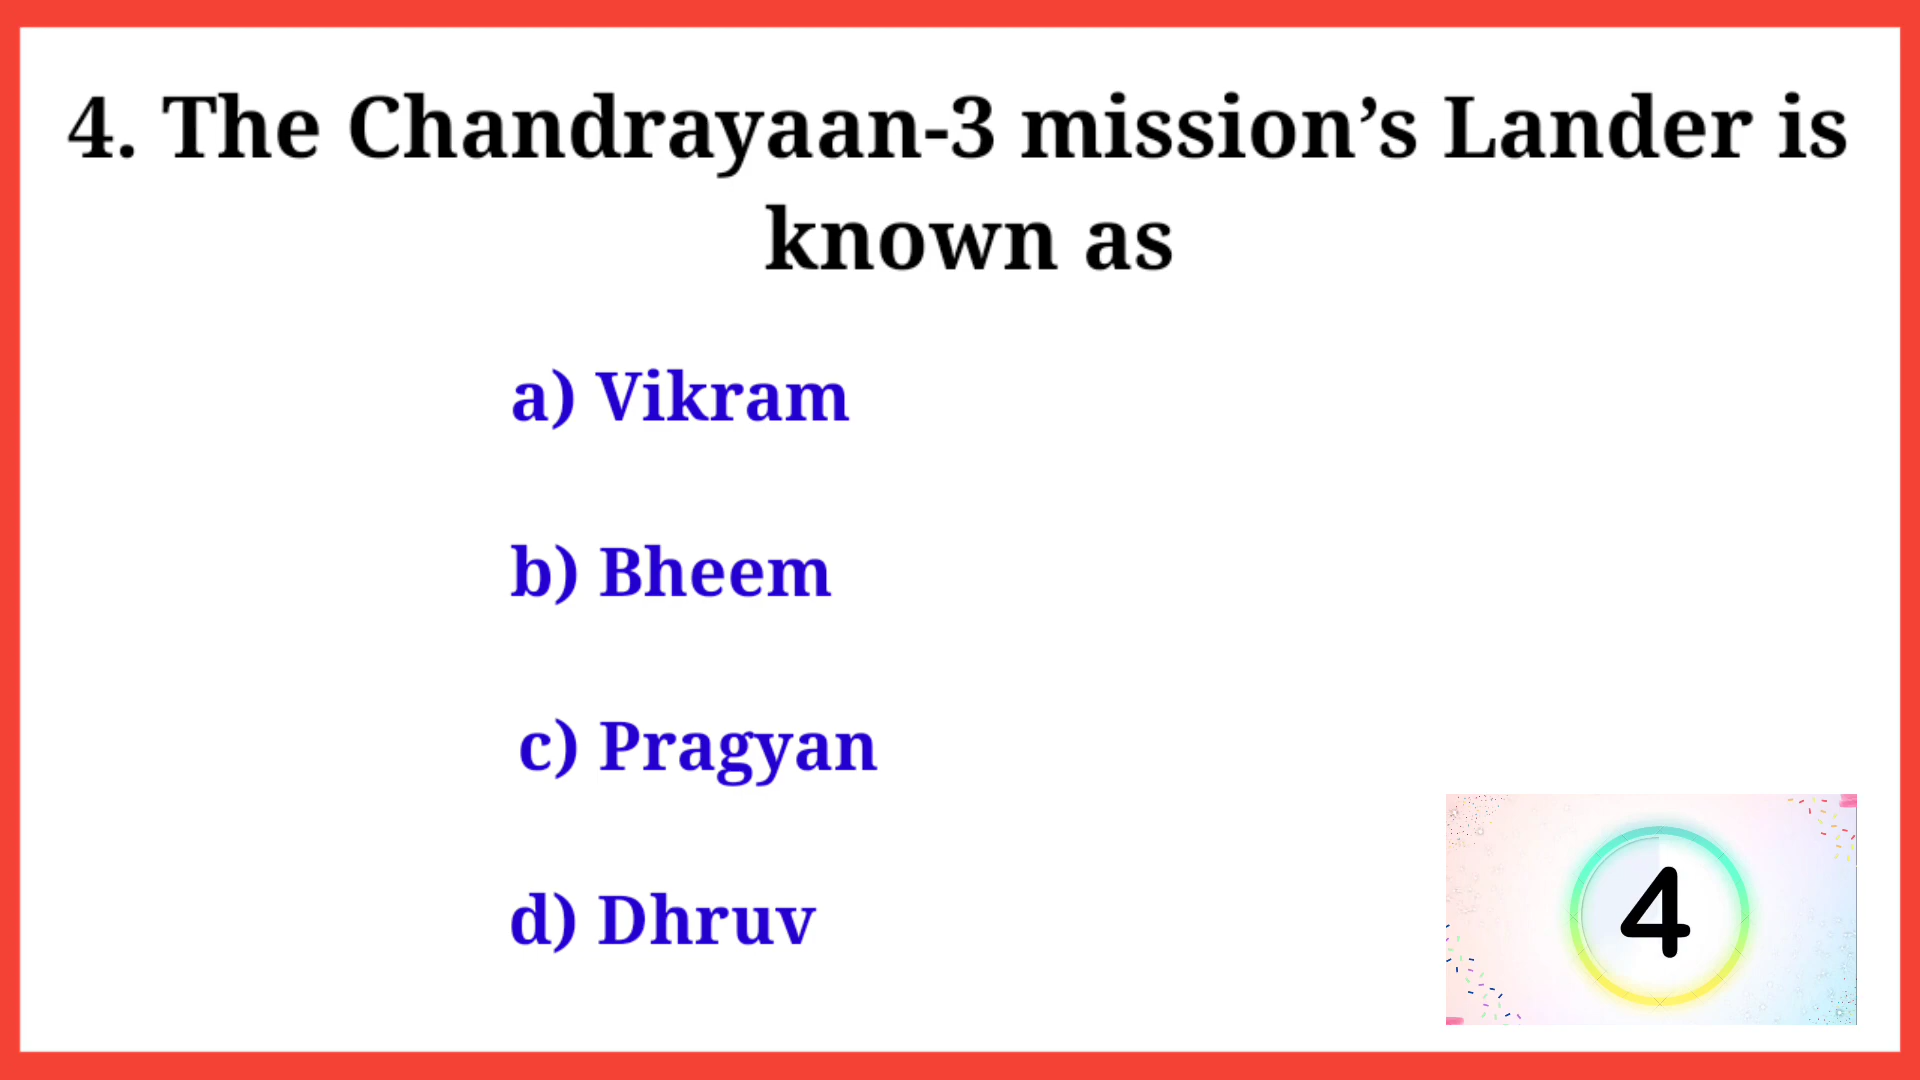 4. The Chandrayaan-3 mission’s Lander is
known as
a) Vikram
b) Bheem
c) Pragyan
d) Dhruv
4